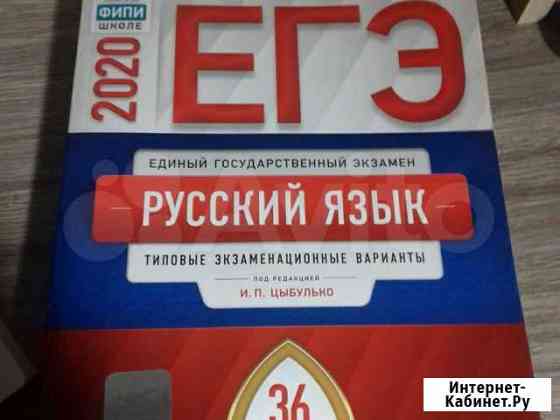 ФИПИ
ШКОЛЕ
2020
ЕГЭ
ЕДИНЫЙ ГОСУДАРСТВЕННЫЙ ЭКЗАМЕН
РУССКИЙ ЯЗЫК
ТИПОВЫЕ ЭКЗАМЕНАЦИОННЫЕ ВАРИАНТЫ
ПОД РЕДАКЦИЕЙ
И. П. ЦЫБУЛЬКО
36
Avito
Интернет-
Кабинет.Ру